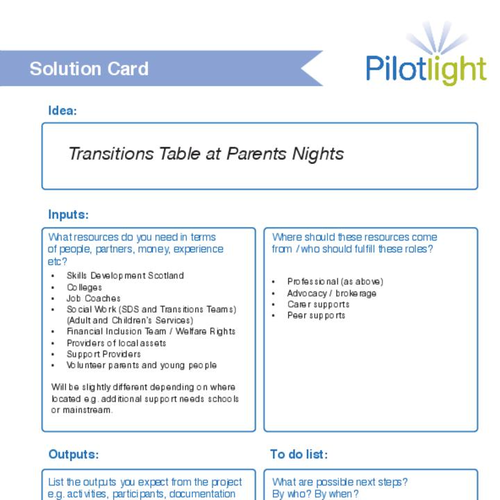 Solution Card
Pilotlight
Idea:
Transitions Table at Parents Nights
Inputs:
What resources do you need in terms
of people, partners, money, experience
etc?
• Skills Development Scotland
• Colleges
• Job Coaches
• Social Work (SDS and Transitions Teams)
(Adult and Children's Services)
• Financial Inclusion Team / Welfare Rights
• Providers of local assets
• Support Providers
• Volunteer parents and young people
Will be slightly different depending on where
located e.g. additional support needs schools
or mainstream.
Where should these resources come
from / who should fulfill these roles?
• Professional (as above)
• Advocacy / brokerage
• Carer supports
• Peer supports
Outputs:
List the outputs you expect from the project
e.g. activities, participants, documentation
To do list:
What are possible next steps?
By who? By when?